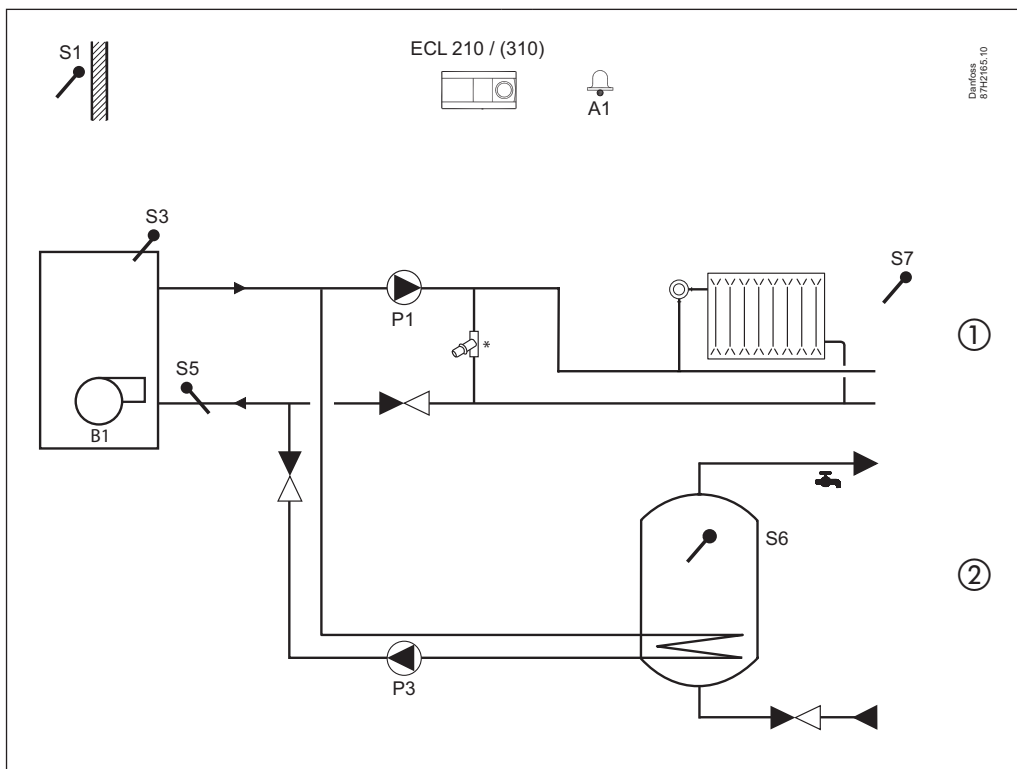 S1
ECL 210 / (310)
A1
Danfoss
87H2165.10
S3
S7
P1
*
①
S5
B1
S6
②
P3